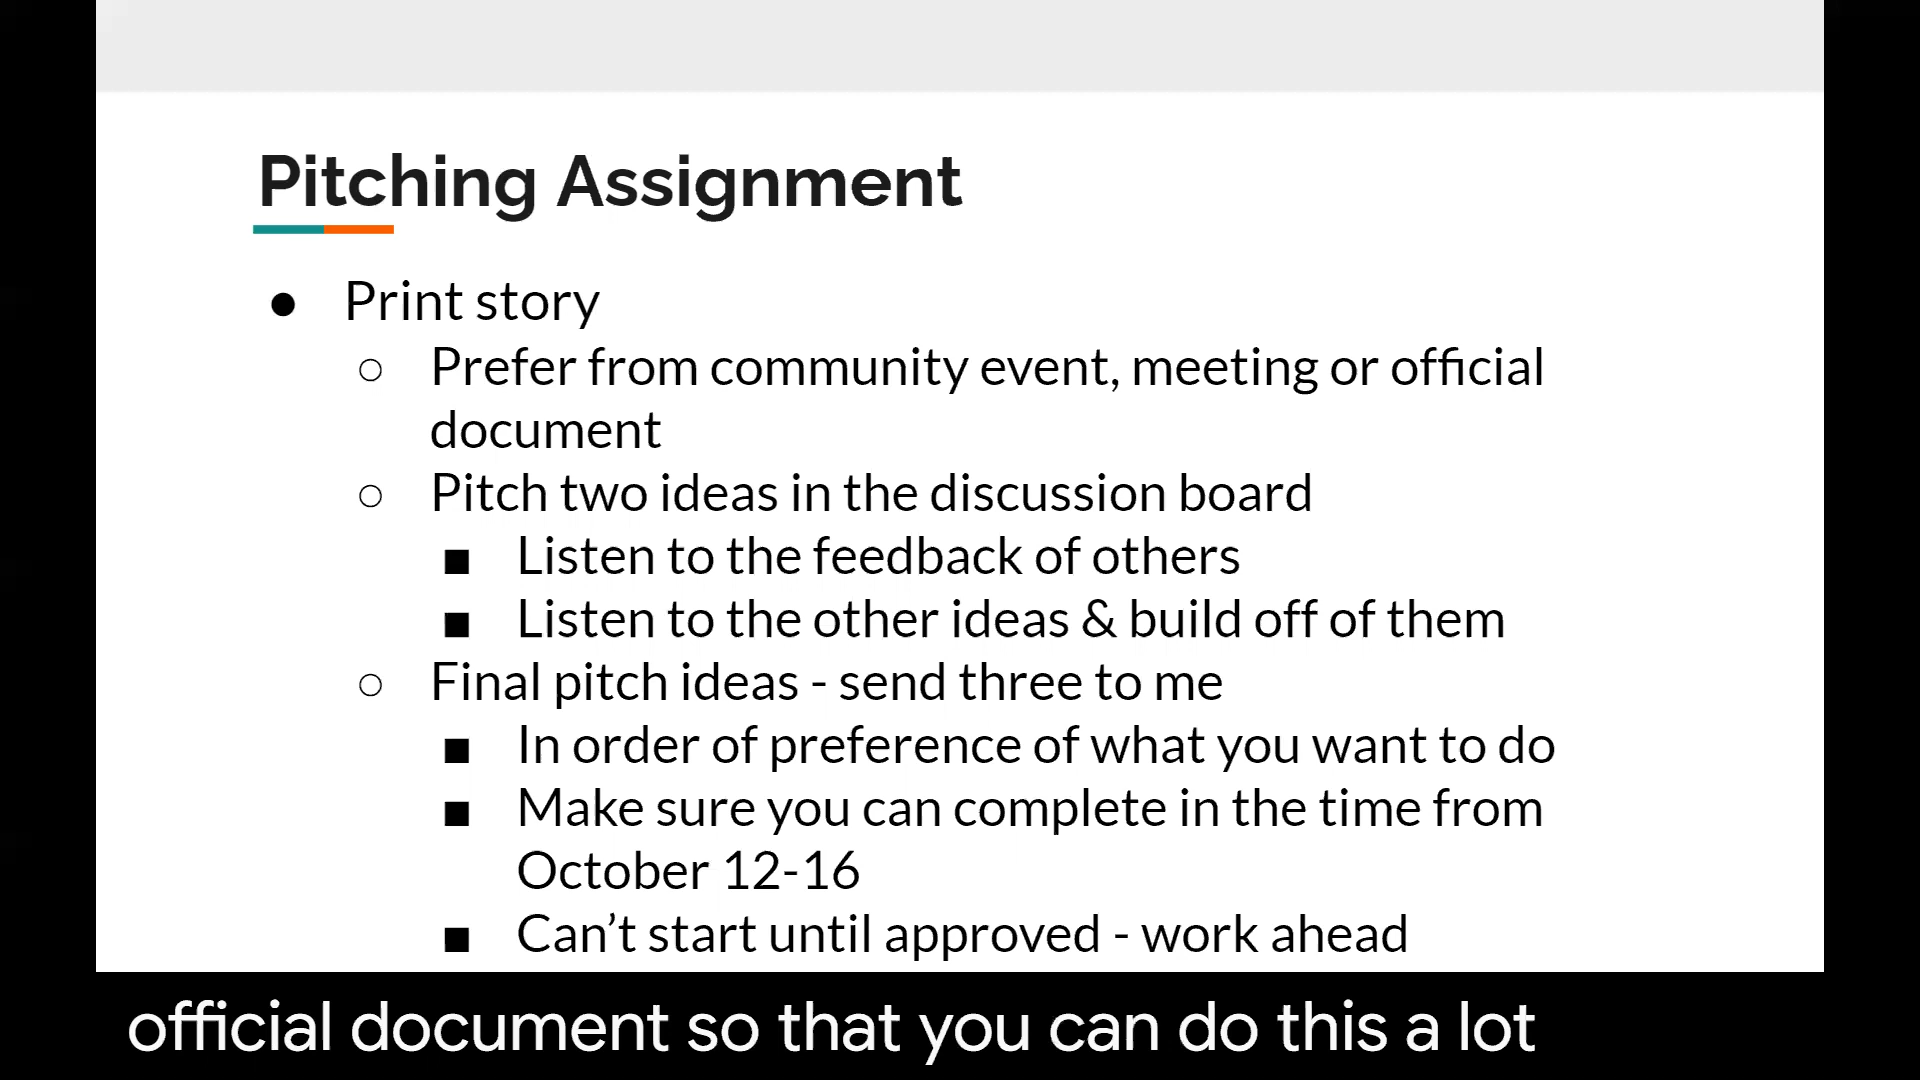 Pitching Assignment
● Print story
○ Prefer from community event, meeting or official
document
○ Pitch two ideas in the discussion board
■ Listen to the feedback of others
■ Listen to the other ideas & build off of them
○ Final pitch ideas - send three to me
■ In order of preference of what you want to do
■ Make sure you can complete in the time from
October 12-16
■ Can’t start until approved - work ahead
official document so that you can do this a lot